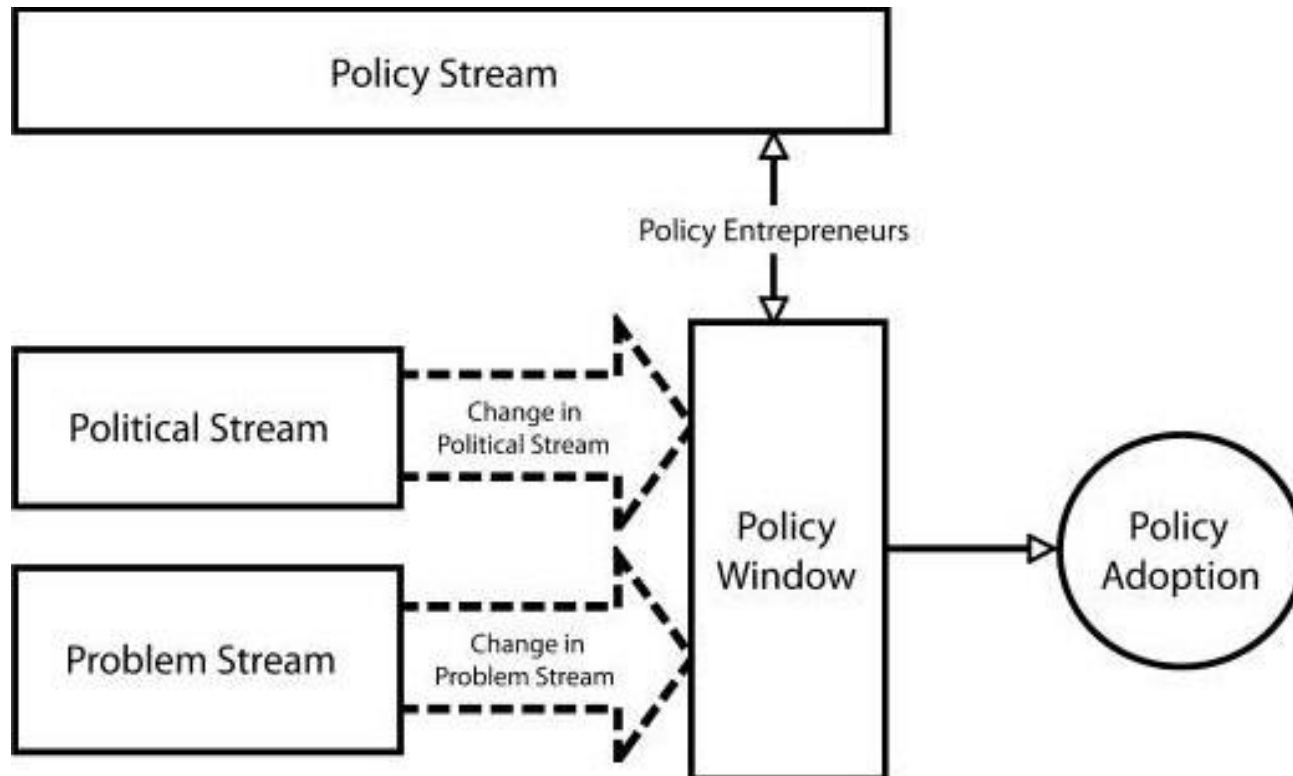 Policy Stream
Policy Entrepreneurs
Political Stream
Change in
Political Stream
Problem Stream
Change in
Problem Stream
Policy
Window
Policy
Adoption